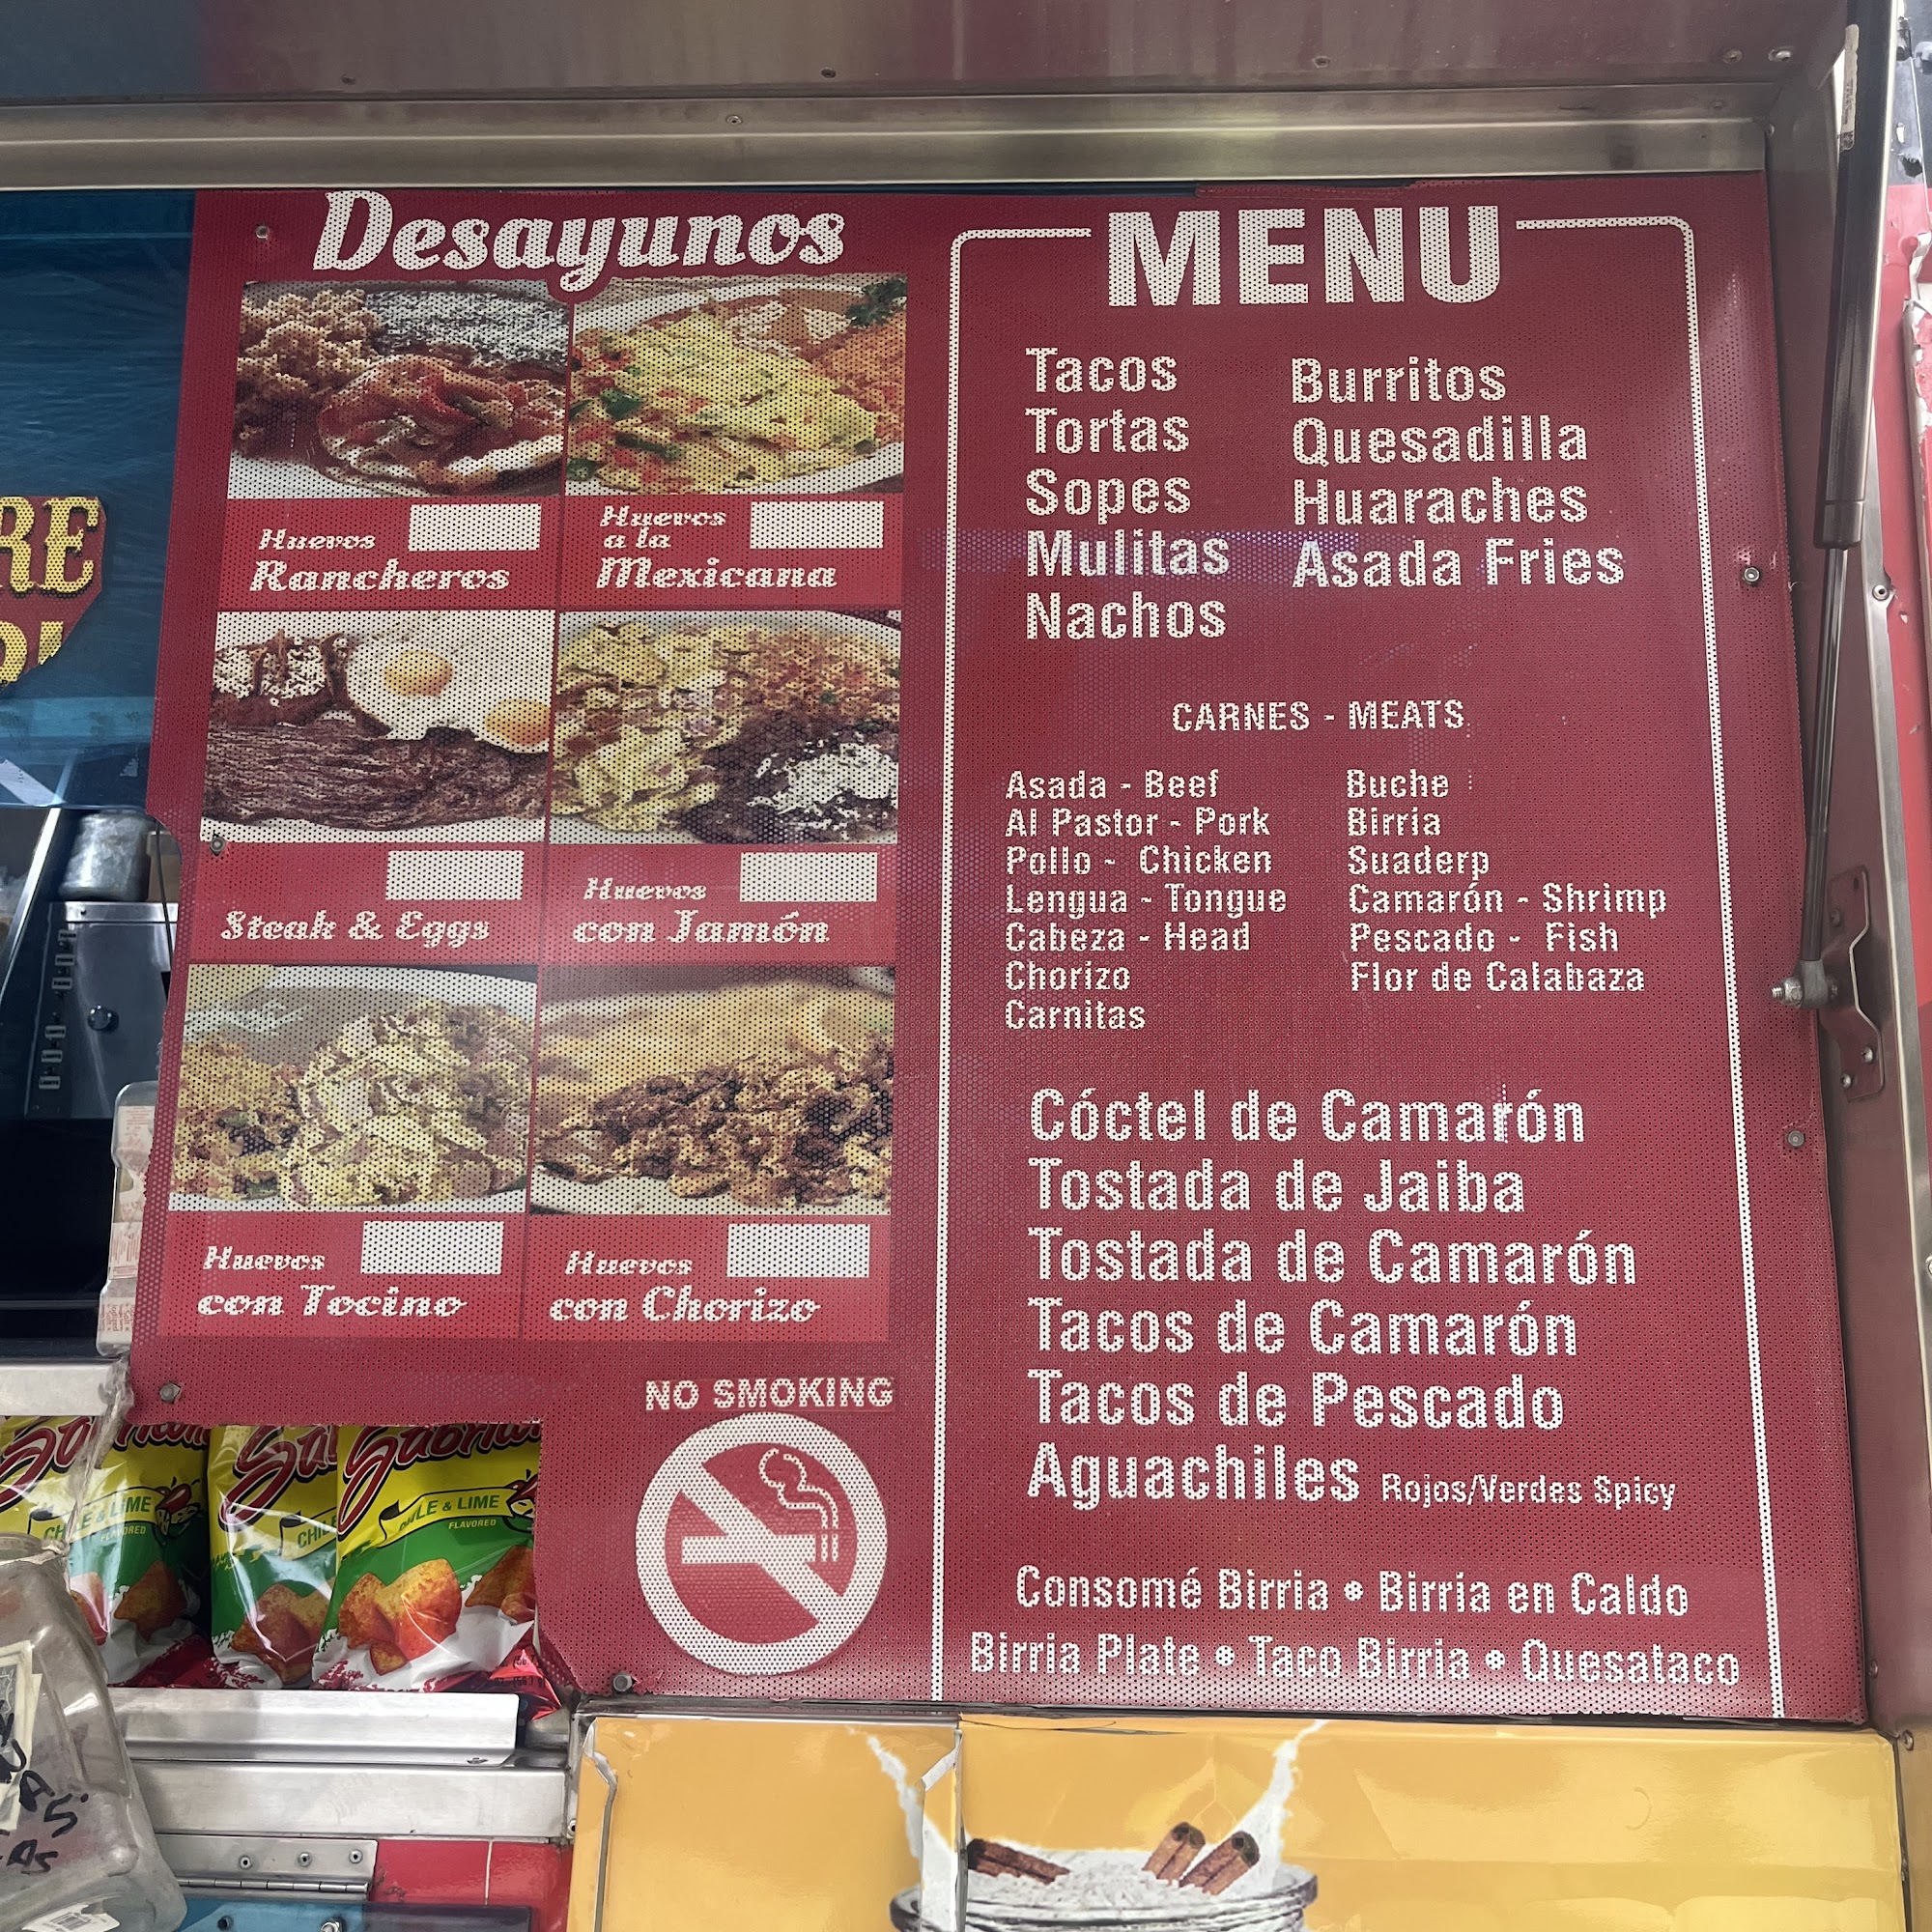 Desayunos
Huevos
Rancheros
Huevos
a la
Mexicana
Steak & Eggs
Huevos
con Jamón
Huevos
con Tocino
Huevos
con Chorizo
NO SMOKING
MENU
Tacos
Tortas
Sopes
Mulitas
Nachos
Burritos
Quesadilla
Huaraches
Asada Fries
CARNES - MEATS
Asada - Beef
Al Pastor - Pork
Pollo - Chicken
Lengua - Tongue
Cabeza - Head
Chorizo
Carnitas
Buche
Birria
Suaderp
Camarón - Shrimp
Pescado - Fish
Flor de Calabaza
Cóctel de Camarón
Tostada de Jaiba
Tostada de Camarón
Tacos de Camarón
Tacos de Pescado
Aguachiles Rojos/Verdes Spicy
Consomé Birria • Birria en Caldo
Birria Plate • Taco Birria • Quesataco
RE
CHILE & LIME
FLAVORED